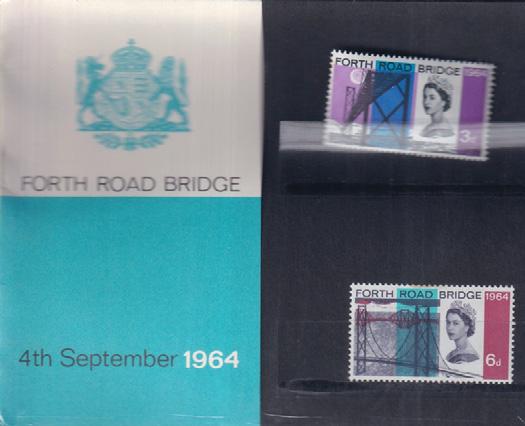 FORTH ROAD BRIDGE
4th September 1964
FORTH ROAD BRIDGE 1964
3d
FORTH ROAD BRIDGE 1964
6d